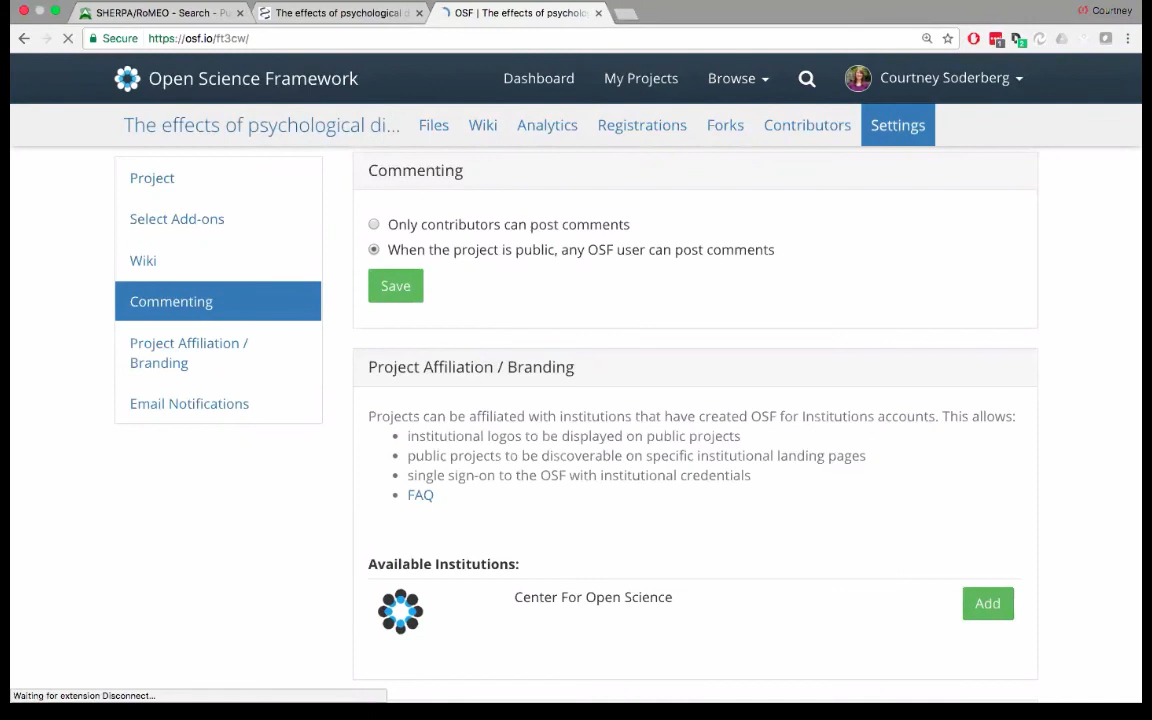 SHERPA/RoMEO - Search - Pu
The effects of psychological d
OSF | The effects of psycholo
Courtney
Secure
https://osf.io/ft3cw/
Open Science Framework
Dashboard
My Projects
Browse
Courtney Soderberg
The effects of psychological di...
Files
Wiki
Analytics
Registrations
Forks
Contributors
Settings
Project
Select Add-ons
Wiki
Commenting
Project Affiliation /
Branding
Email Notifications
Commenting
Only contributors can post comments
When the project is public, any OSF user can post comments
Save
Project Affiliation / Branding
Projects can be affiliated with institutions that have created OSF for Institutions accounts. This allows:
institutional logos to be displayed on public projects
public projects to be discoverable on specific institutional landing pages
single sign-on to the OSF with institutional credentials
FAQ
Available Institutions:
Center For Open Science
Add
Waiting for extension Disconnect...